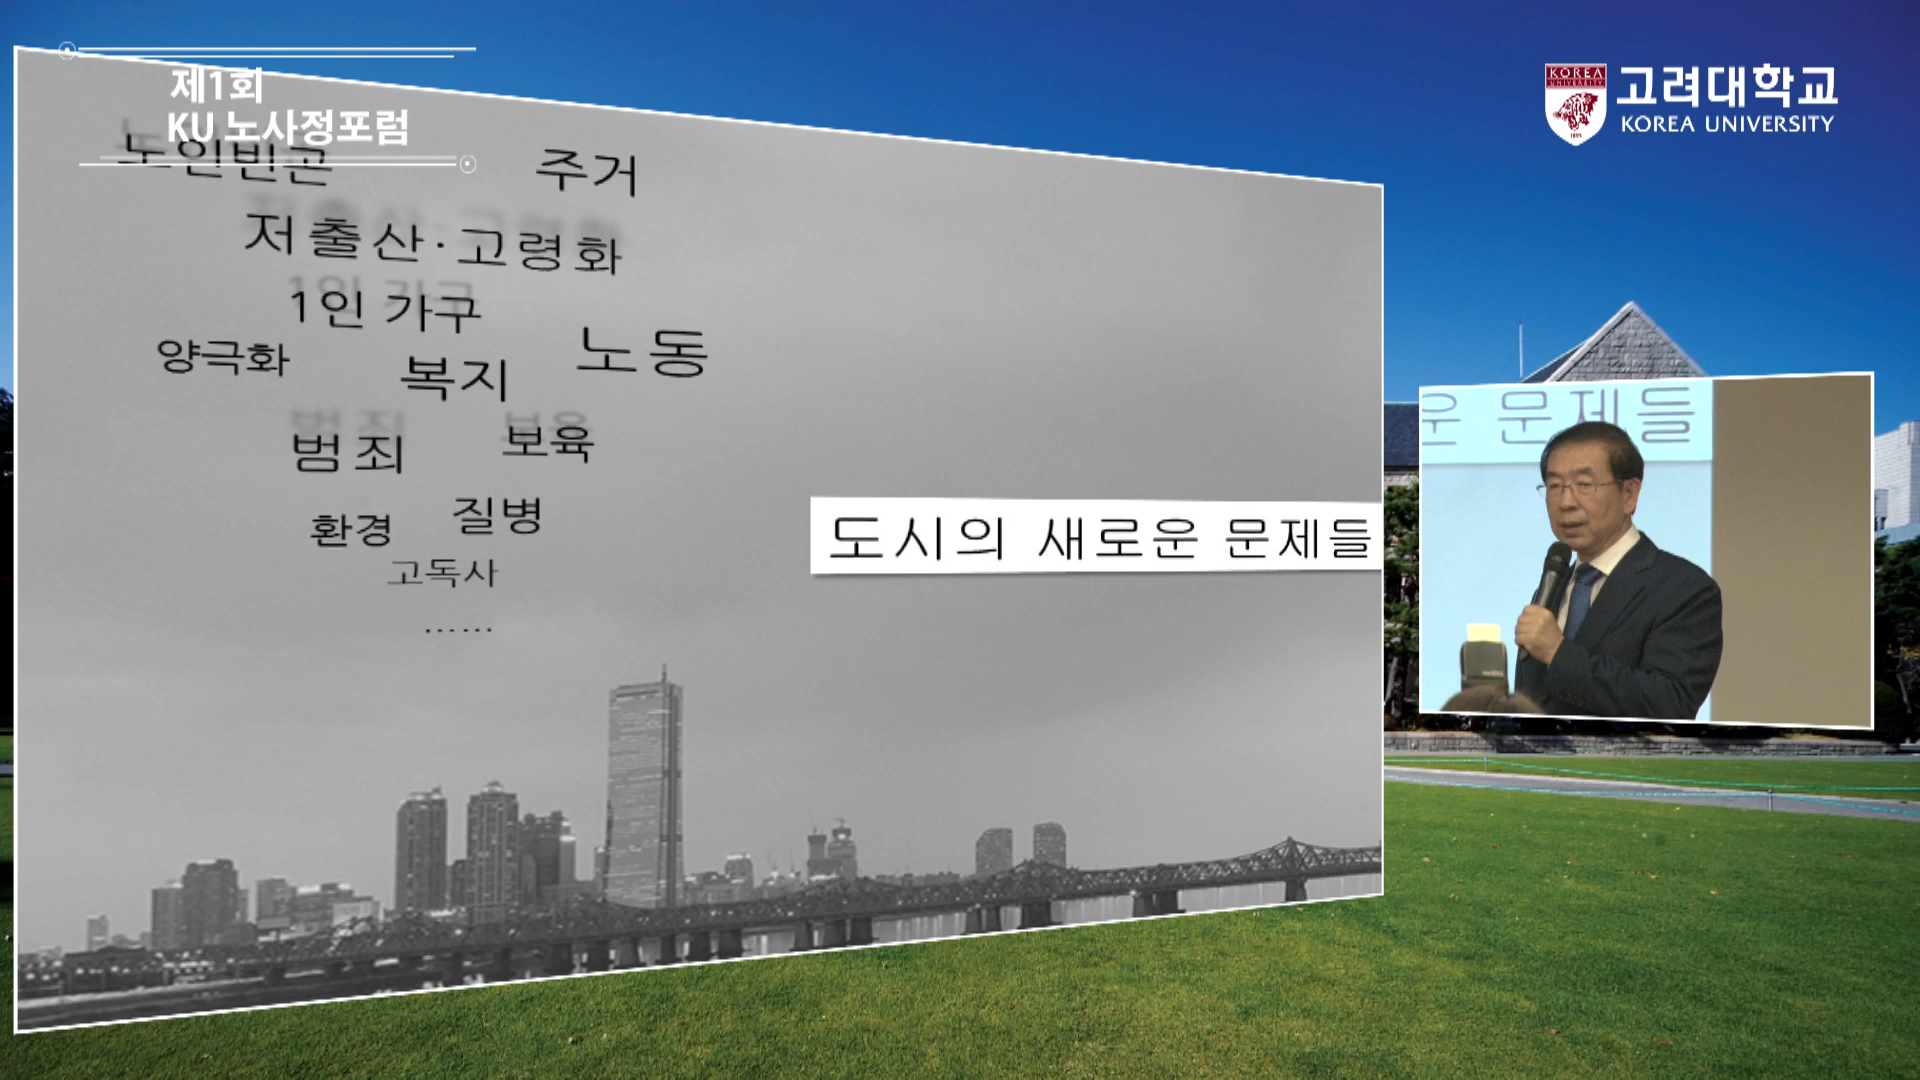 제1회
KU 노사정포럼
KOREA
UNIVERSITY
고려대학교
KOREA UNIVERSITY
노인빈곤
주거
저출산·고령화
1인 가구
양극화
복지
노동
범죄
보육
환경
질병
고독사
......
도시의 새로운 문제들
운 문제들